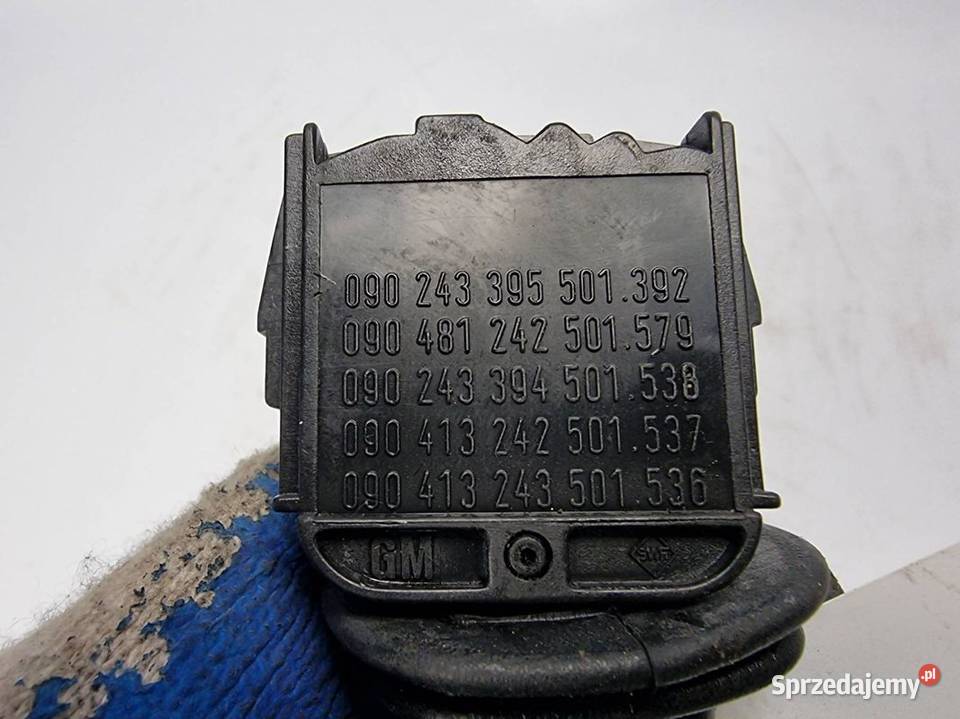 090 243 395 501.392
090 481 242 501.579
090 243 394 501.538
090 413 242 501.537
090 413 243 501.536
GM SWF
Sprzedajemy.pl